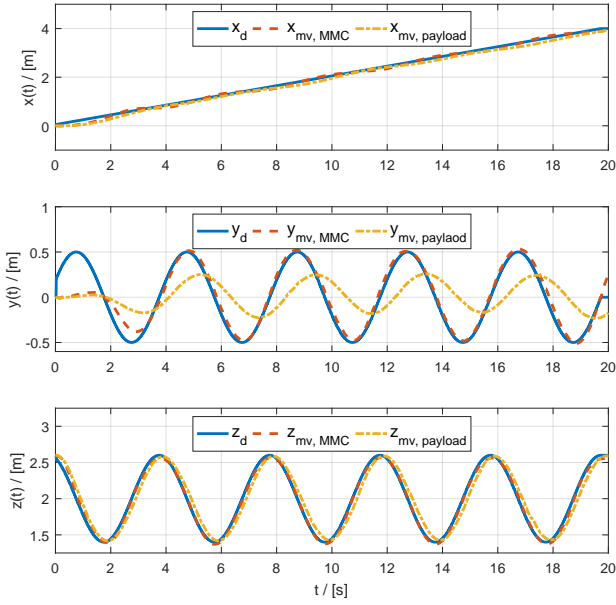 4
2
0
x(t) / [m]
x_d x_mv, MMC x_mv, payload
0 2 4 6 8 10 12 14 16 18 20
1
0.5
0
-0.5
y(t) / [m]
y_d y_mv, MMC y_mv, paylaod
0 2 4 6 8 10 12 14 16 18 20
3
2.5
2
1.5
z(t) / [m]
z_d z_mv, MMC z_mv, payload
0 2 4 6 8 10 12 14 16 18 20
t / [s]